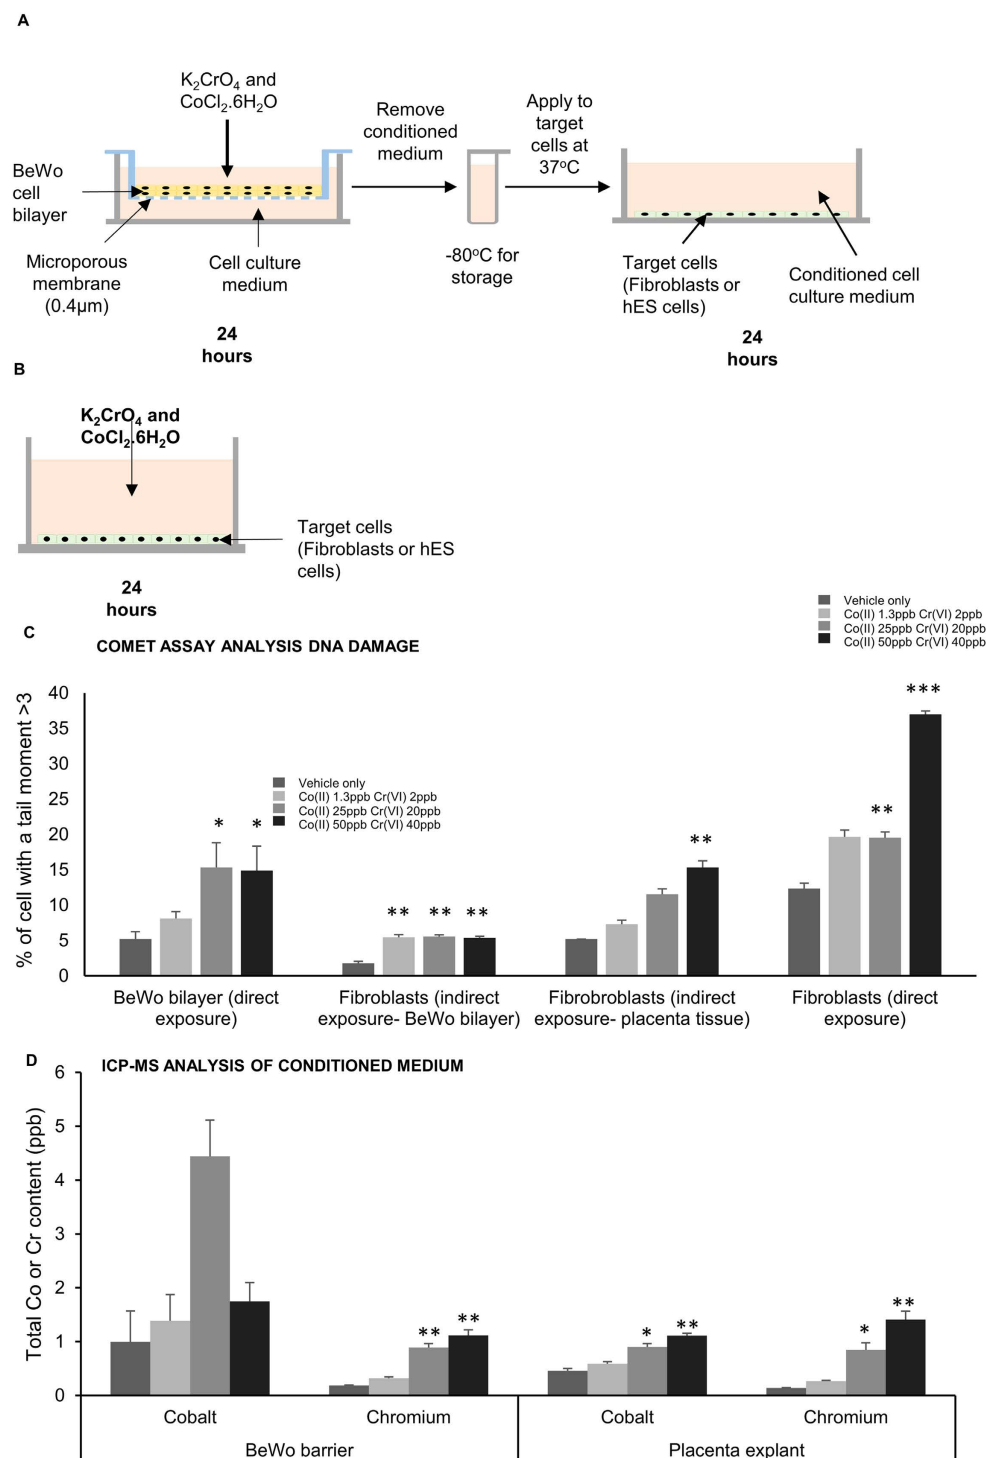 A
K2CrO4 and
CoCl2.6H2O
BeWo
cell
bilayer
Microporous
membrane
(0.4µm)
Cell culture
medium
24
hours
Remove
conditioned
medium
-80oC for
storage
Apply to
target
cells at
37oC
Target cells
(Fibroblasts or
hES cells)
Conditioned cell
culture medium
24
hours
B
K2CrO4 and
CoCl2.6H2O
Target cells
(Fibroblasts or hES
cells)
24
hours
C
COMET ASSAY ANALYSIS DNA DAMAGE
Vehicle only
Co(II) 1.3ppb Cr(VI) 2ppb
Co(II) 25ppb Cr(VI) 20ppb
Co(II) 50ppb Cr(VI) 40ppb
% of cell with a tail moment >3
40
35
30
25
20
15
10
5
0
Vehicle only
Co(II) 1.3ppb Cr(VI) 2ppb
Co(II) 25ppb Cr(VI) 20ppb
Co(II) 50ppb Cr(VI) 40ppb
* *
** ** **
**
** ***
BeWo bilayer (direct
exposure)
Fibroblasts (indirect
exposure- BeWo bilayer)
Fibrobroblasts (indirect
exposure- placenta tissue)
Fibroblasts (direct
exposure)
D
ICP-MS ANALYSIS OF CONDITIONED MEDIUM
Total Co or Cr content (ppb)
6
5
4
3
2
1
0
** **
* **
* **
Cobalt
Chromium
Cobalt
Chromium
BeWo barrier
Placenta explant